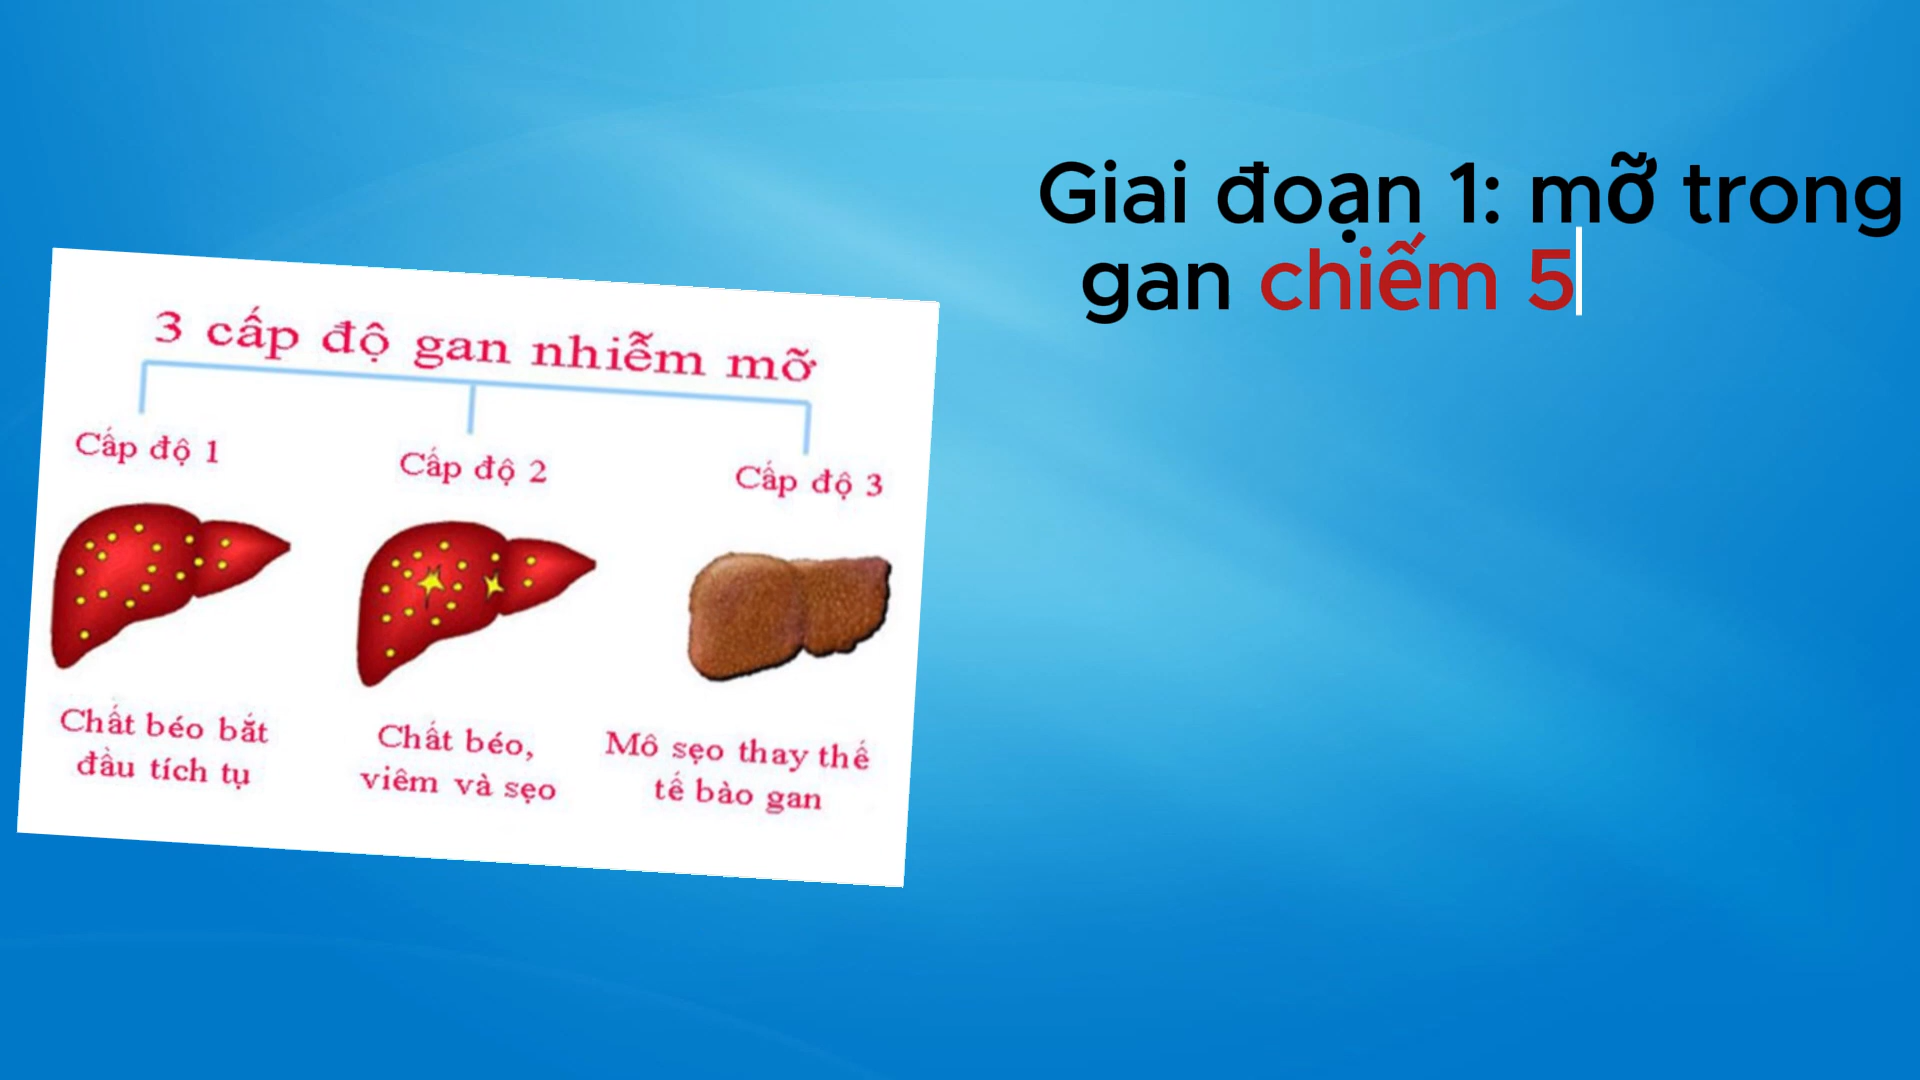 Giai đoạn 1: mỡ trong
gan chiếm 5
3 cấp độ gan nhiễm mỡ
Cấp độ 1
Cấp độ 2
Cấp độ 3
Chất béo bắt
đầu tích tụ
Chất béo,
viêm và sẹo
Mô sẹo thay thế
tế bào gan